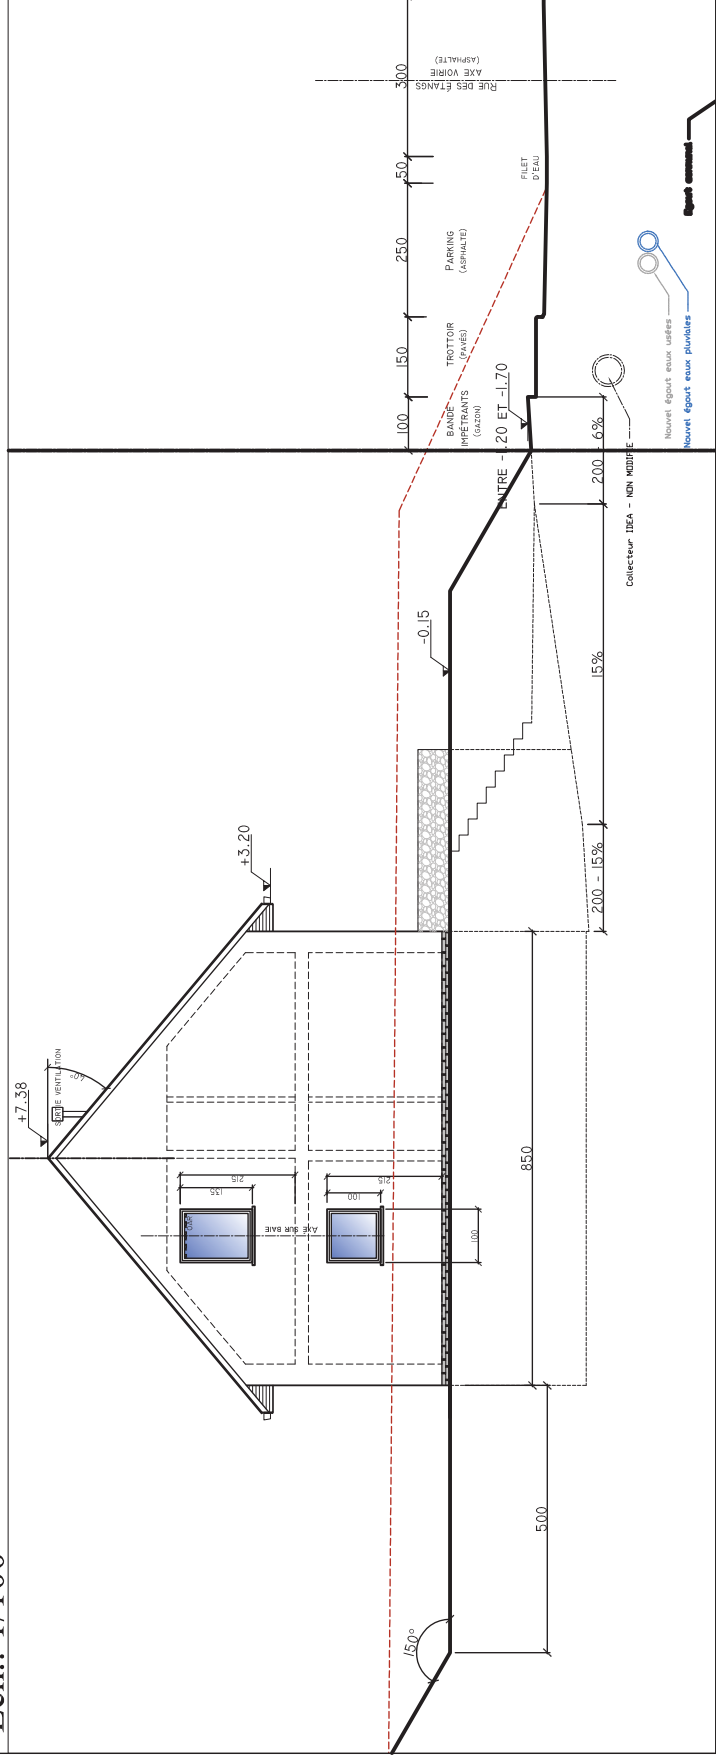 +7.38
SORTIE VENTILATION
40°
+3.20
215
135
AXE SUR BAIE
215
100
100
-0.15
ENTRE -1.20 ET -1.70
100
150
250
50
300
BANDE
IMPÉTRANTS
(GAZON)
TROTTOIR
(PAVÉS)
PARKING
(ASPHALTE)
FILET
D'EAU
RUE DES ÉTANGS
AXE VOIRIE
(ASPHALTE)
150°
500
850
200 - 15%
15%
200 - 6%
Collecteur IDEA - NON MODIFIE
Nouvel égout eaux usées
Nouvel égout eaux pluviales
Egout communal